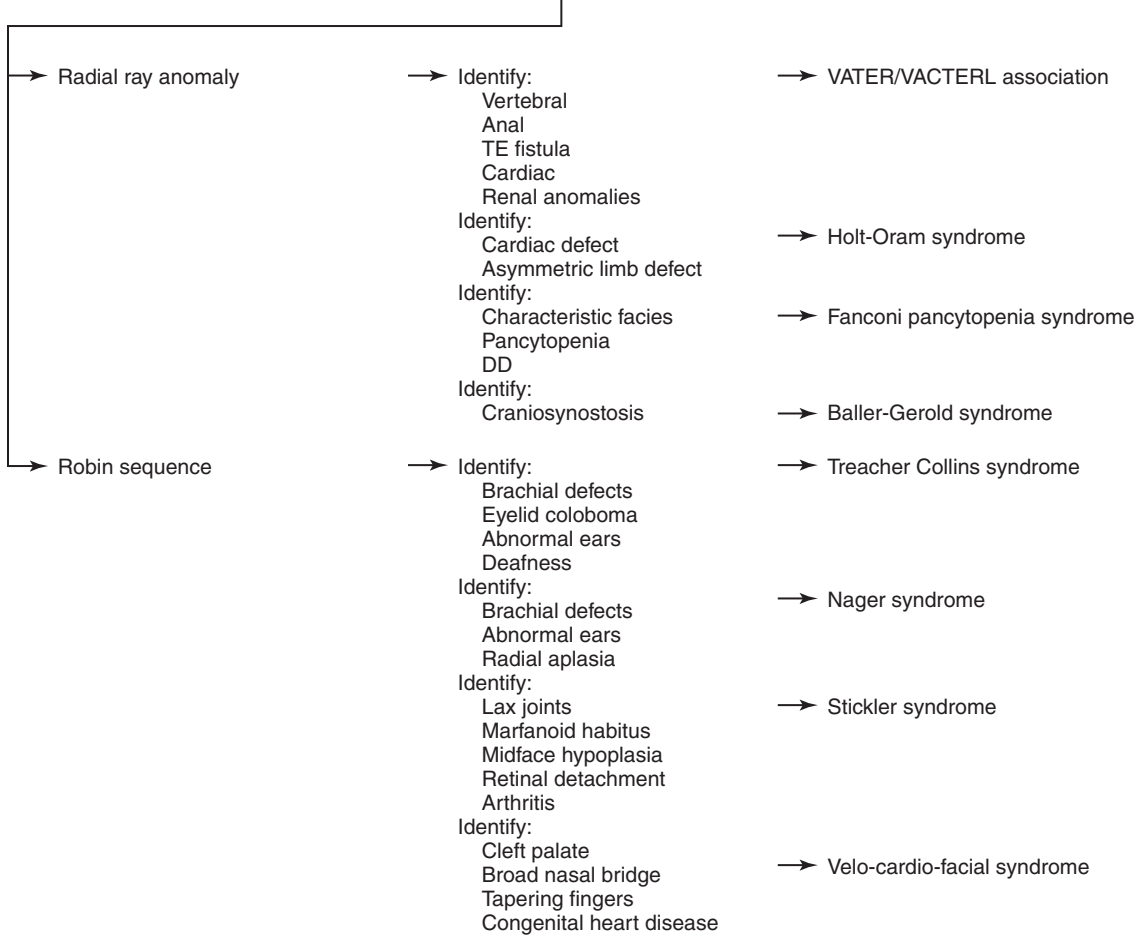 Radial ray anomaly
Identify:
Vertebral
Anal
TE fistula
Cardiac
Renal anomalies
VATER/VACTERL association
Identify:
Cardiac defect
Asymmetric limb defect
Holt-Oram syndrome
Identify:
Characteristic facies
Pancytopenia
DD
Fanconi pancytopenia syndrome
Identify:
Craniosynostosis
Baller-Gerold syndrome
Robin sequence
Identify:
Brachial defects
Eyelid coloboma
Abnormal ears
Deafness
Treacher Collins syndrome
Identify:
Brachial defects
Abnormal ears
Radial aplasia
Nager syndrome
Identify:
Lax joints
Marfanoid habitus
Midface hypoplasia
Retinal detachment
Arthritis
Stickler syndrome
Identify:
Cleft palate
Broad nasal bridge
Tapering fingers
Congenital heart disease
Velo-cardio-facial syndrome